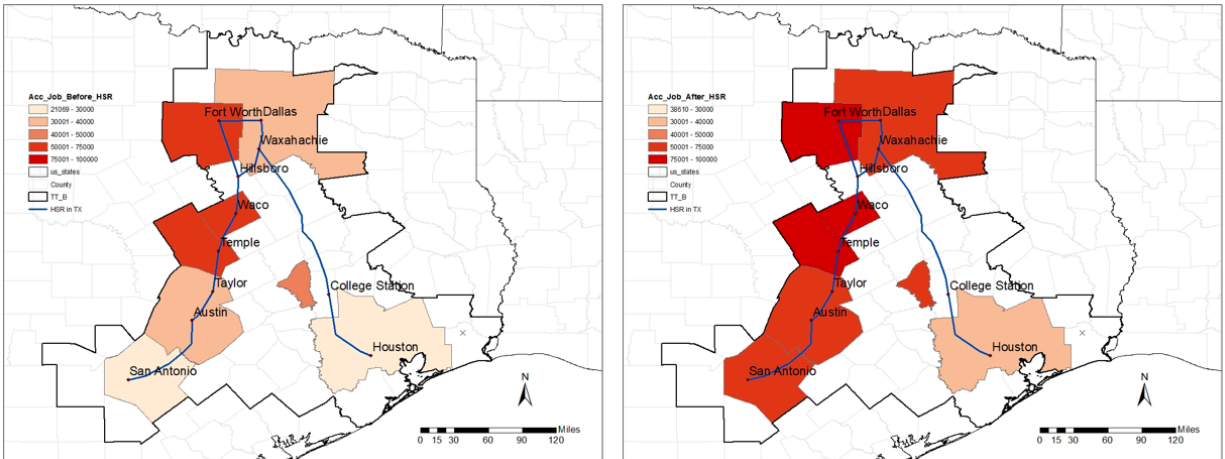 Acc_Job_Before_HSR
21069 - 30000
30001 - 40000
40001 - 50000
50001 - 75000
75001 - 100000
us_states
County
TT_B
HSR in TX
Fort Worth Dallas
Waxahachie
Hillsboro
Waco
Temple
Taylor
Austin
College Station
Houston
San Antonio
N
0 15 30 60 90 120 Miles
Acc_Job_After_HSR
38610 - 30000
30001 - 40000
40001 - 50000
50001 - 75000
75001 - 100000
us_states
County
TT_B
HSR in TX
Fort Worth Dallas
Waxahachie
Hillsboro
Waco
Temple
Taylor
Austin
College Station
Houston
San Antonio
N
0 15 30 60 90 120 Miles